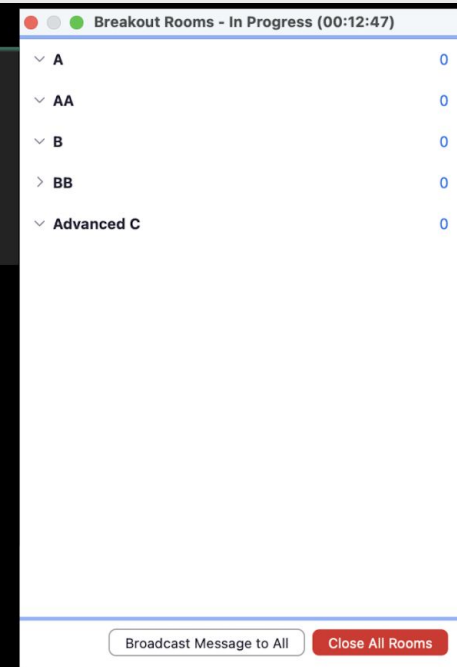 Breakout Rooms - In Progress (00:12:47)
A 0
AA 0
B 0
BB 0
Advanced C 0
Broadcast Message to All Close All Rooms